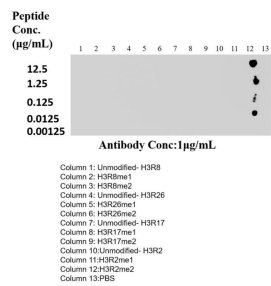 Peptide
Conc.
(μg/mL)
1 2 3 4 5 6 7 8 9 10 11 12 13
12.5
1.25
0.125
0.0125
0.00125
Antibody Conc:1μg/mL
Column 1: Unmodified- H3R8
Column 2: H3R8me1
Column 3: H3R8me2
Column 4: Unmodified- H3R26
Column 5: H3R26me1
Column 6: H3R26me2
Column 7: Unmodified- H3R17
Column 8: H3R17me1
Column 9: H3R17me2
Column 10:Unmodified- H3R2
Column 11:H3R2me1
Column 12:H3R2me2
Column 13:PBS